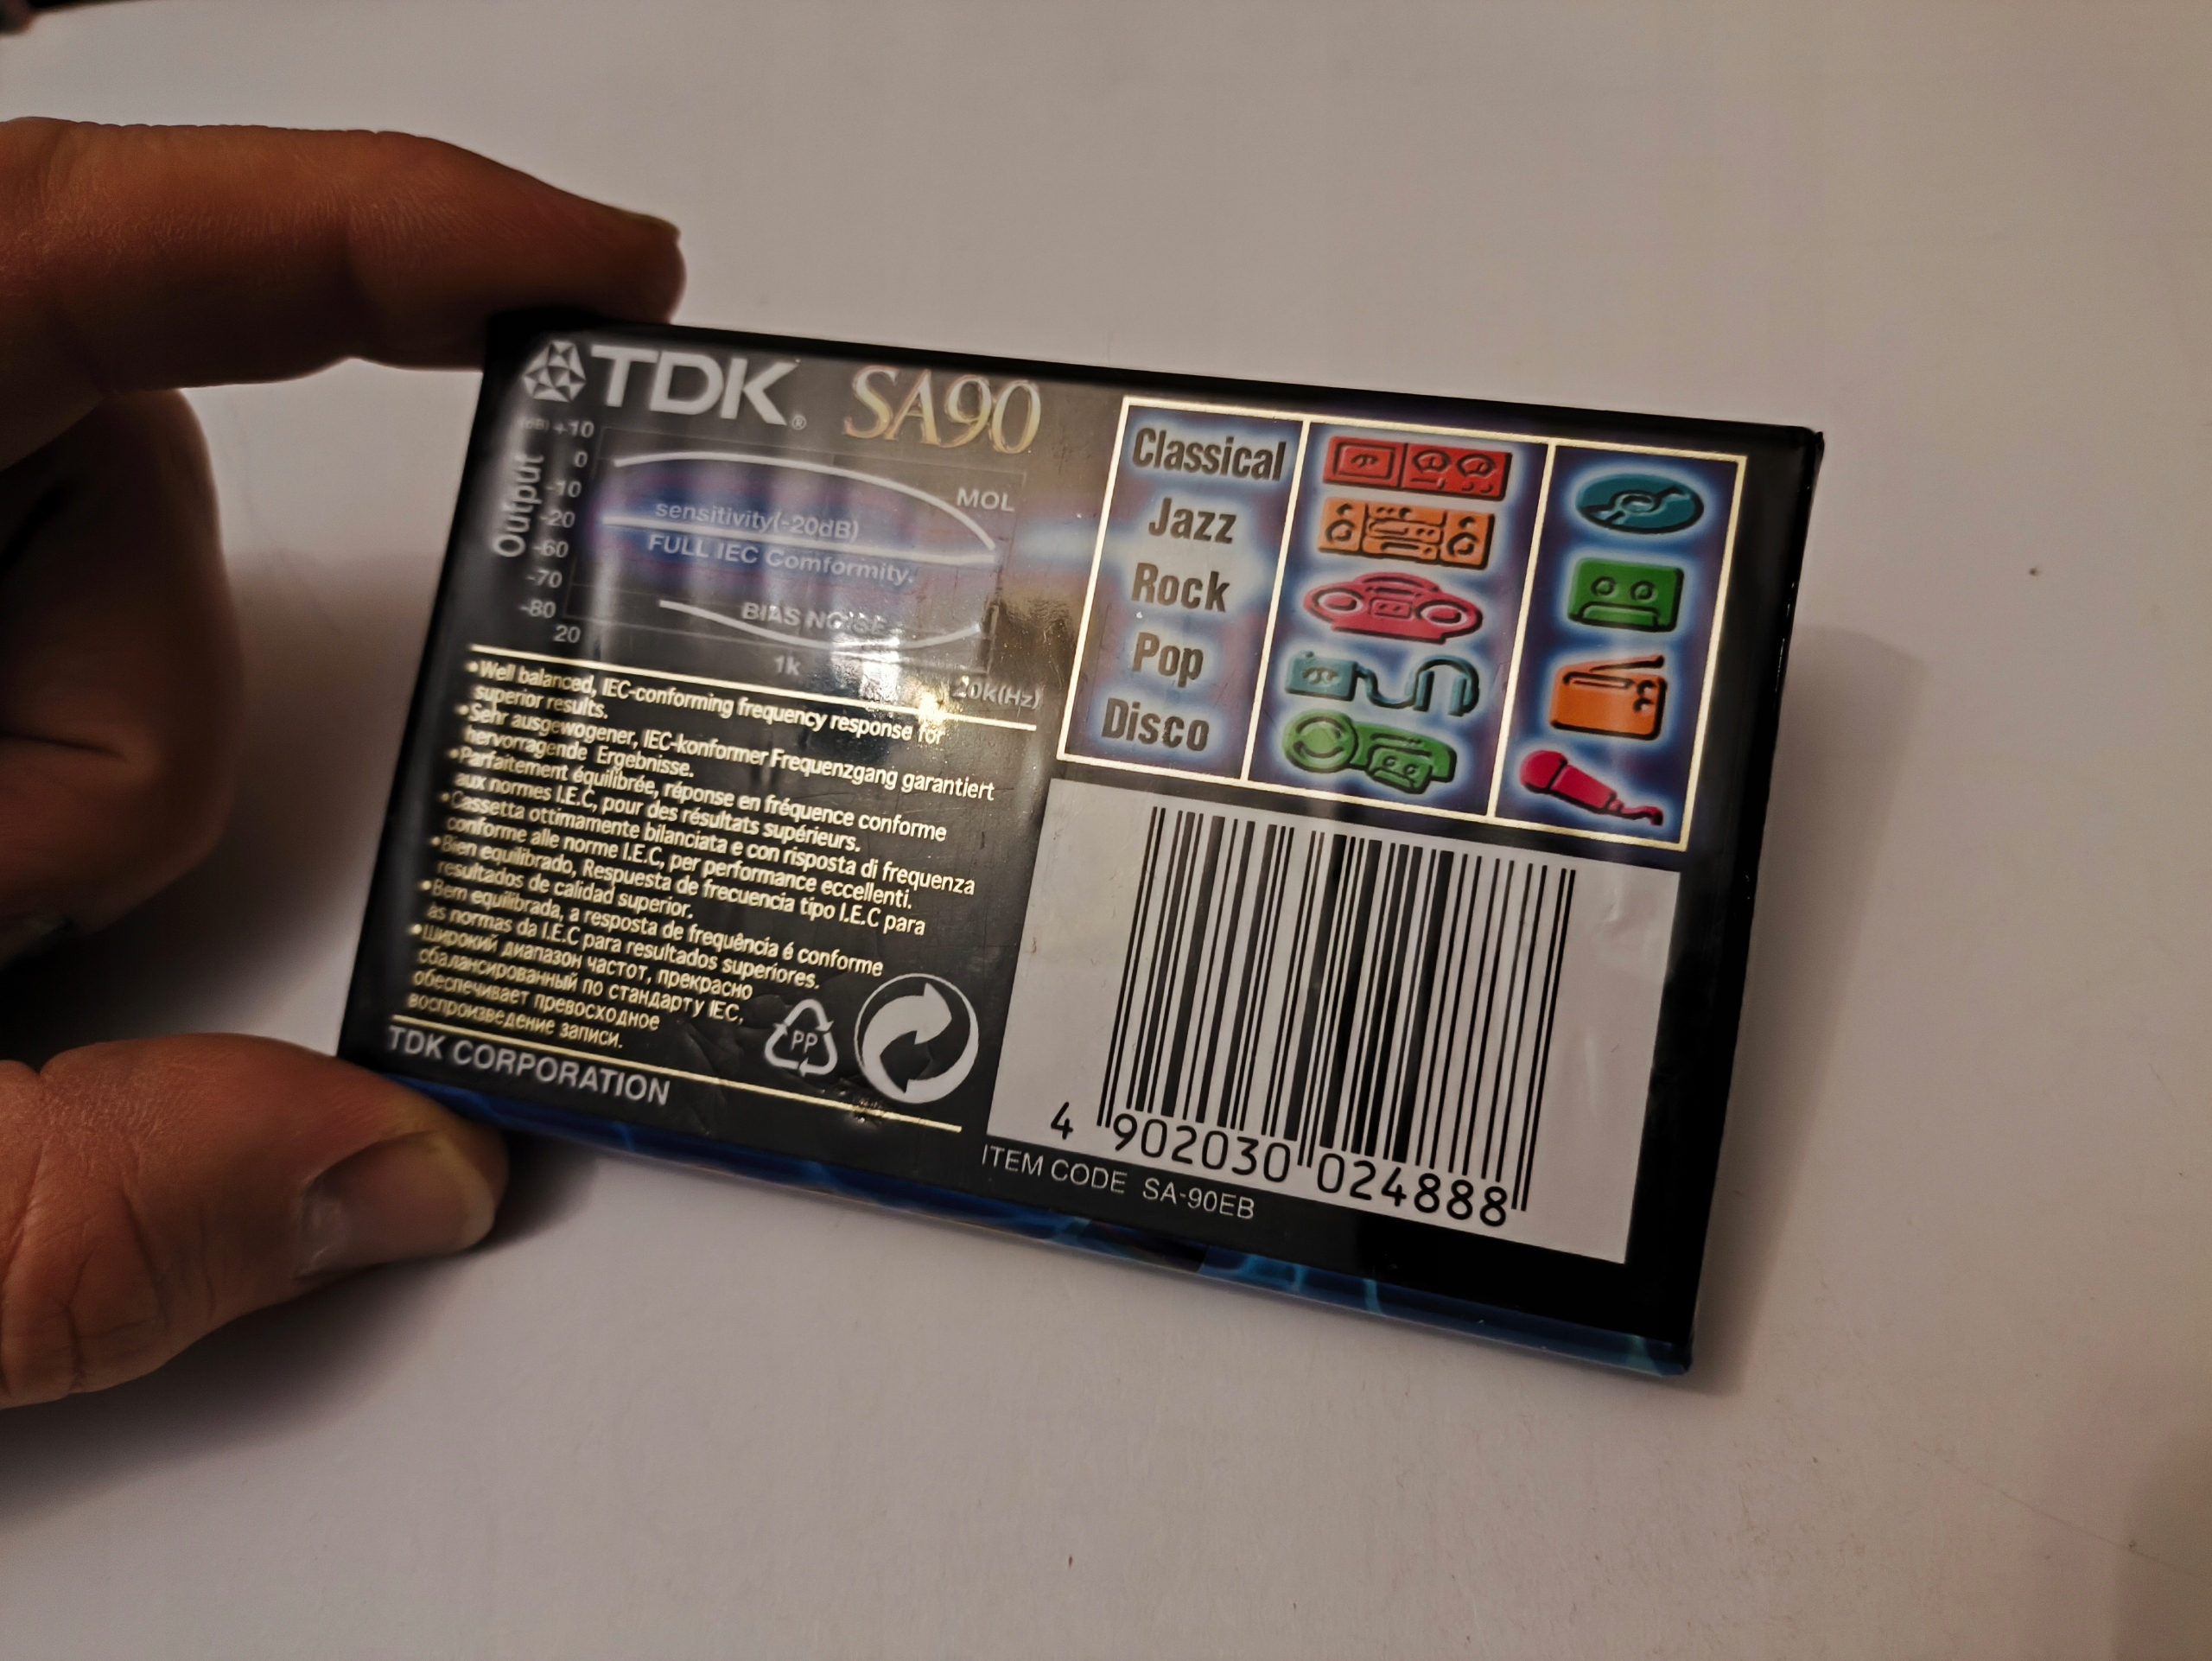 TDK® SA90
(dB) +10
0
-10
-20
-60
-70
-80
Output
MOL
sensitivity(-20dB)
FULL IEC Comformity.
BIAS NOISE
20
1k
20k(Hz)
•Well balanced, IEC-conforming frequency response for
superior results.
•Sehr ausgewogener, IEC-konformer Frequenzgang garantiert
hervorragende Ergebnisse.
•Parfaitement équilibrée, réponse en fréquence conforme
aux normes I.E.C, pour des résultats supérieurs.
•Cassetta ottimamente bilanciata e con risposta di frequenza
conforme alle norme I.E.C, per performance eccellenti.
•Bien equilibrado, Respuesta de frecuencia tipo I.E.C para
resultados de calidad superior.
•Bem equilibrada, a resposta de frequência é conforme
às normas da I.E.C para resultados superiores.
•Широкий диапазон частот, прекрасно
сбалансированный по стандарту IEC,
обеспечивает превосходное
воспроизведение записи.
PP
TDK CORPORATION
Classical
Jazz
Rock
Pop
Disco
4 902030 024888
ITEM CODE SA-90EB